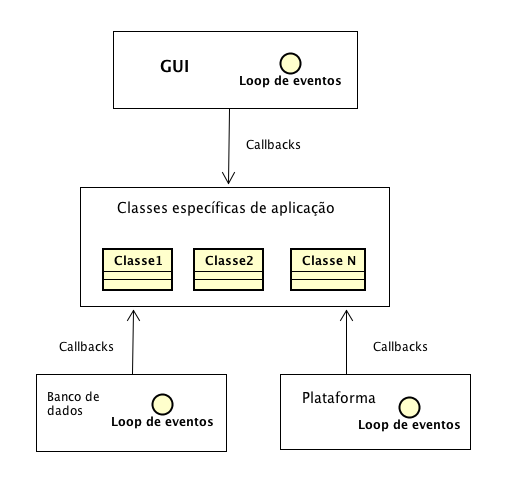 GUI
Loop de eventos
Callbacks
Classes específicas de aplicação
Classe1
Classe2
Classe N
Callbacks
Callbacks
Banco de
dados
Loop de eventos
Plataforma
Loop de eventos